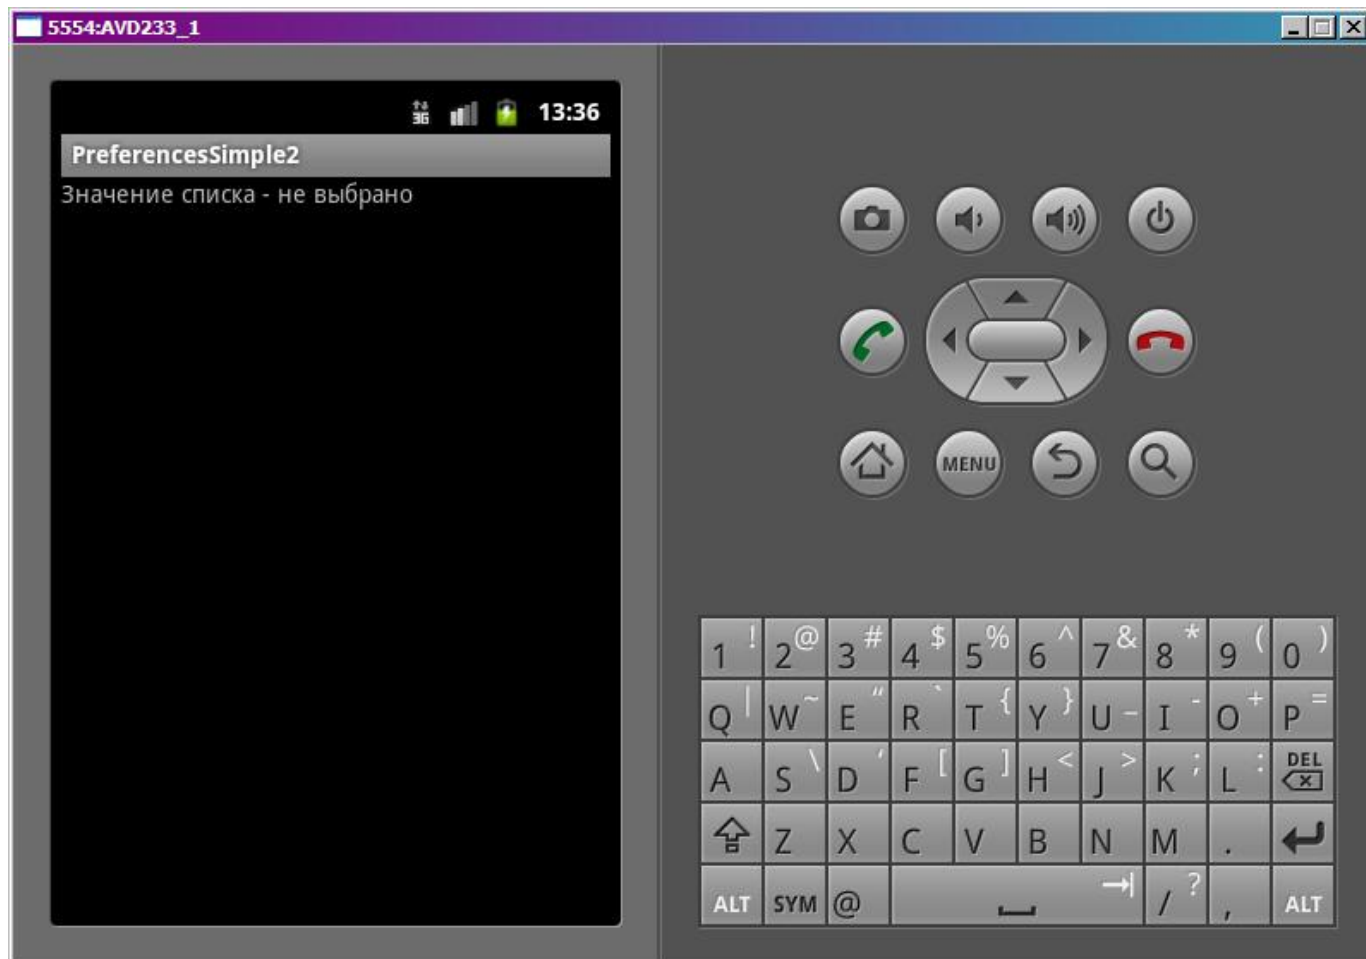 5554:AVD233_1
3G 13:36
PreferencesSimple2
Значение списка - не выбрано
MENU
1 ! 2 @ 3 # 4 $ 5 % 6 ^ 7 & 8 * 9 ( 0 )
Q | W ~ E “ R ` T { Y } U _ I - O + P =
A S \ D ‘ F [ G ] H < J > K ; L : DEL
Z X C V B N M .
ALT SYM @ / ? , ALT